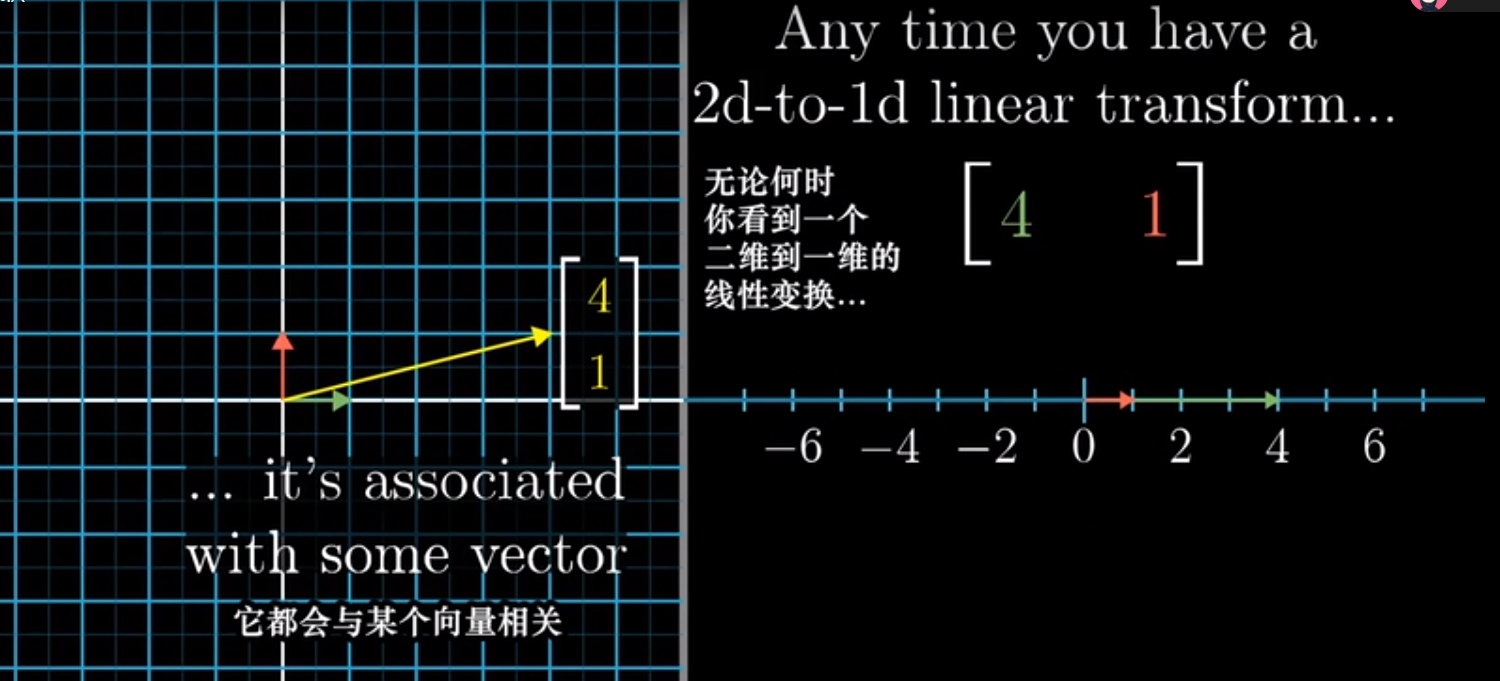 Any time you have a
2d-to-1d linear transform...
无论何时
你看到一个
二维到一维的
线性变换...
[4 1]
4
1
... it's associated
with some vector
它都会与某个向量相关
−6 −4 −2 0 2 4 6